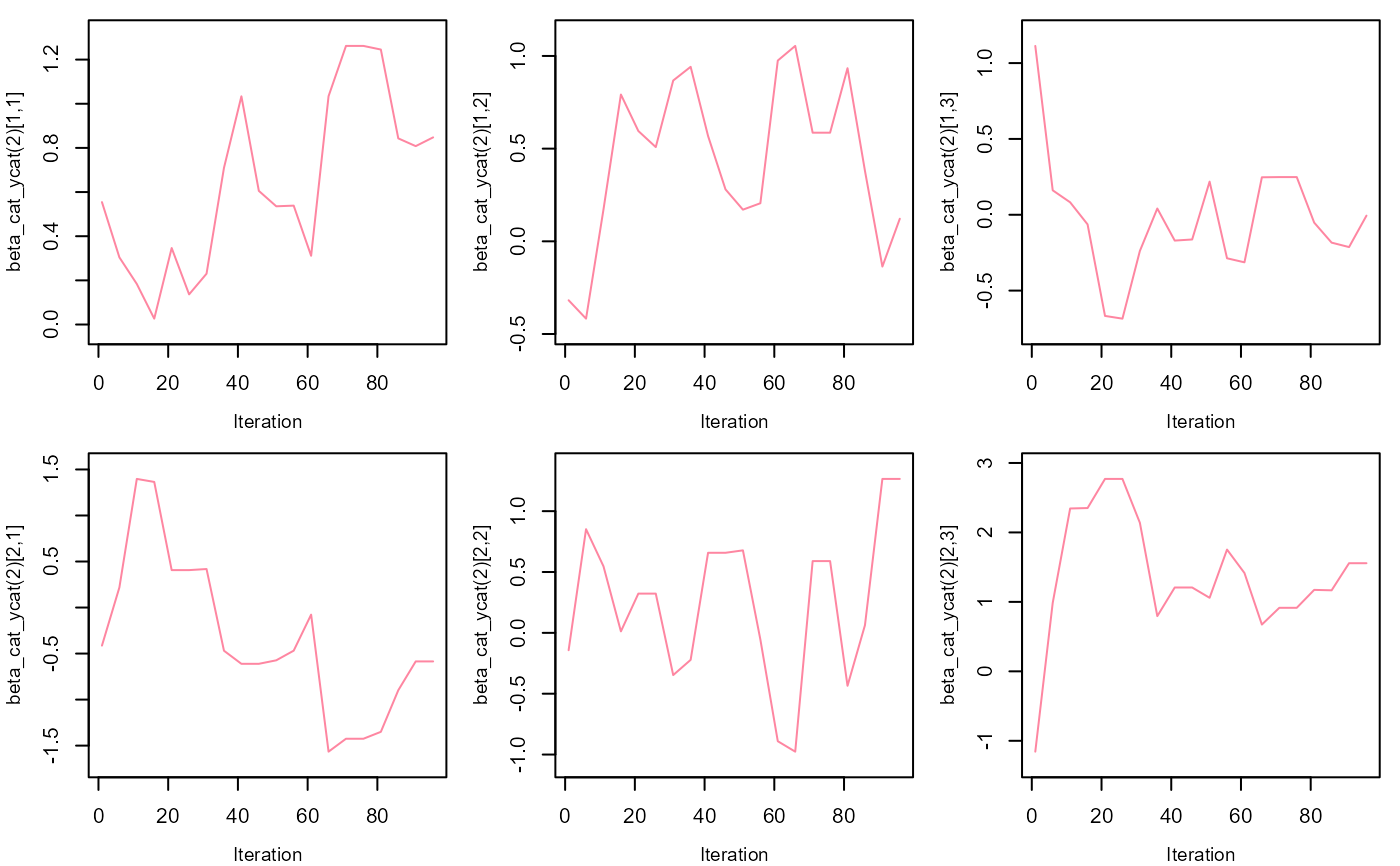 beta_cat_ycat(2)[1,1]
1.2
0.8
0.4
0.0
0 20 40 60 80
Iteration
beta_cat_ycat(2)[1,2]
1.0
0.5
0.0
-0.5
0 20 40 60 80
Iteration
beta_cat_ycat(2)[1,3]
1.0
0.5
0.0
-0.5
0 20 40 60 80
Iteration
beta_cat_ycat(2)[2,1]
1.5
0.5
-0.5
-1.5
0 20 40 60 80
Iteration
beta_cat_ycat(2)[2,2]
1.0
0.5
0.0
-0.5
-1.0
0 20 40 60 80
Iteration
beta_cat_ycat(2)[2,3]
3
2
1
0
-1
0 20 40 60 80
Iteration